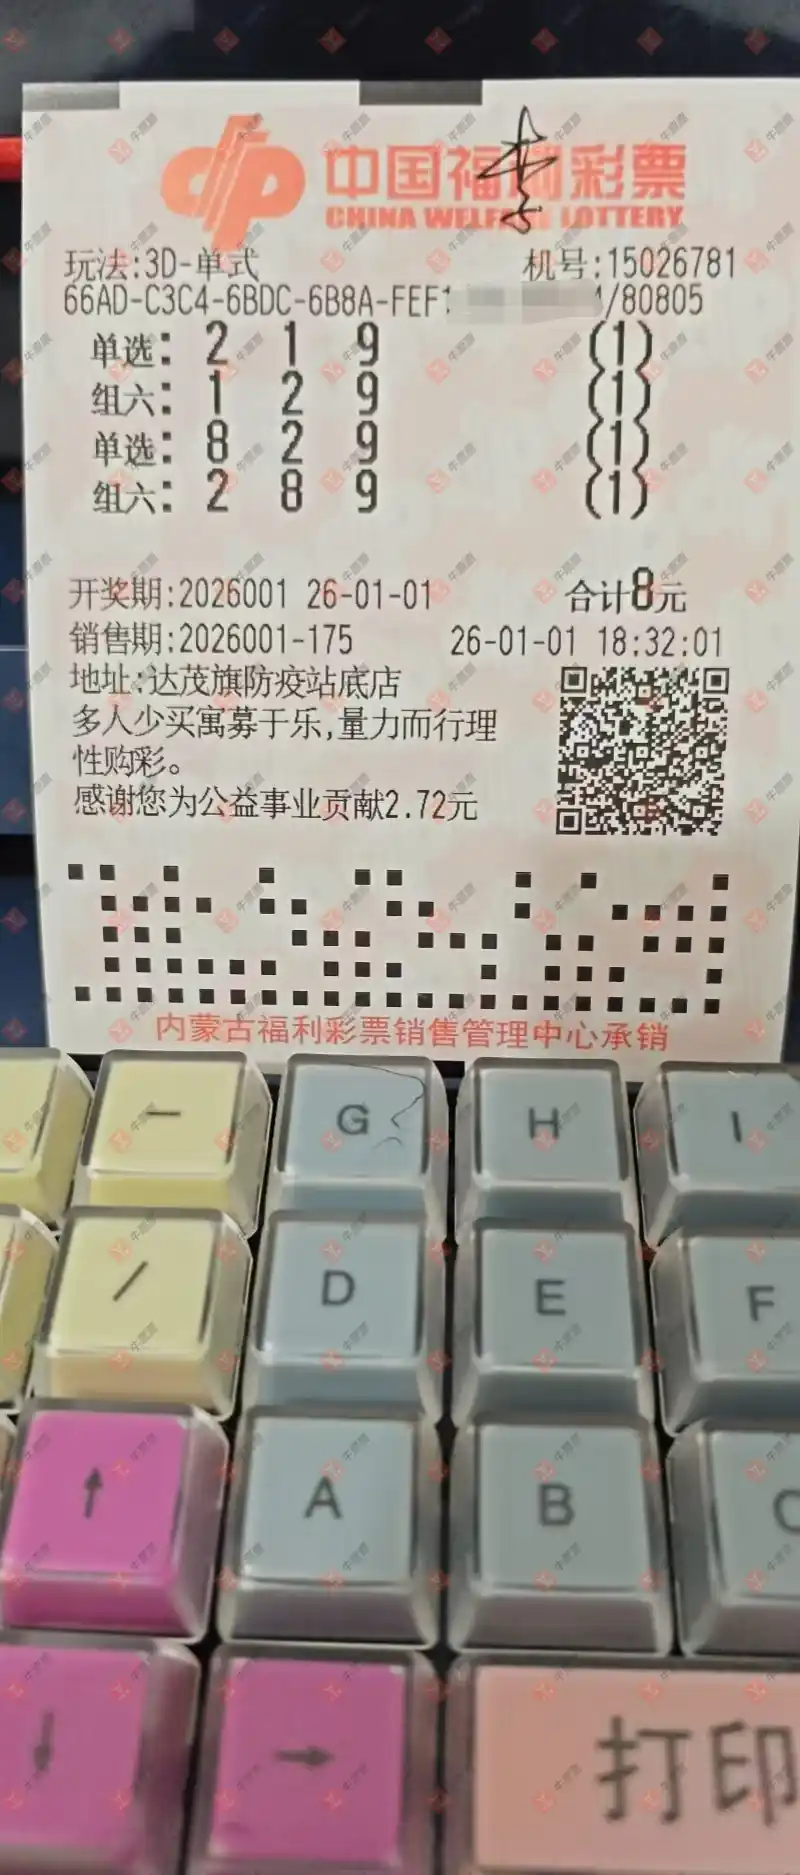 中国福利彩票
CHINA WELFARE LOTTERY
李
玩法:3D-单式 机号:15026781
66AD-C3C4-6BDC-6B8A-FEF1 /80805
单选: 2 1 9 (1)
组六: 1 2 9 (1)
单选: 8 2 9 (1)
组六: 2 8 9 (1)
开奖期:2026001 26-01-01 合计8元
销售期:2026001-175 26-01-01 18:32:01
地址:达茂旗防疫站底店
多人少买寓募于乐,量力而行理
性购彩。
感谢您为公益事业贡献2.72元
内蒙古福利彩票销售管理中心承销
— G H I
/ D E F
↑ A B C
↓ → 打印